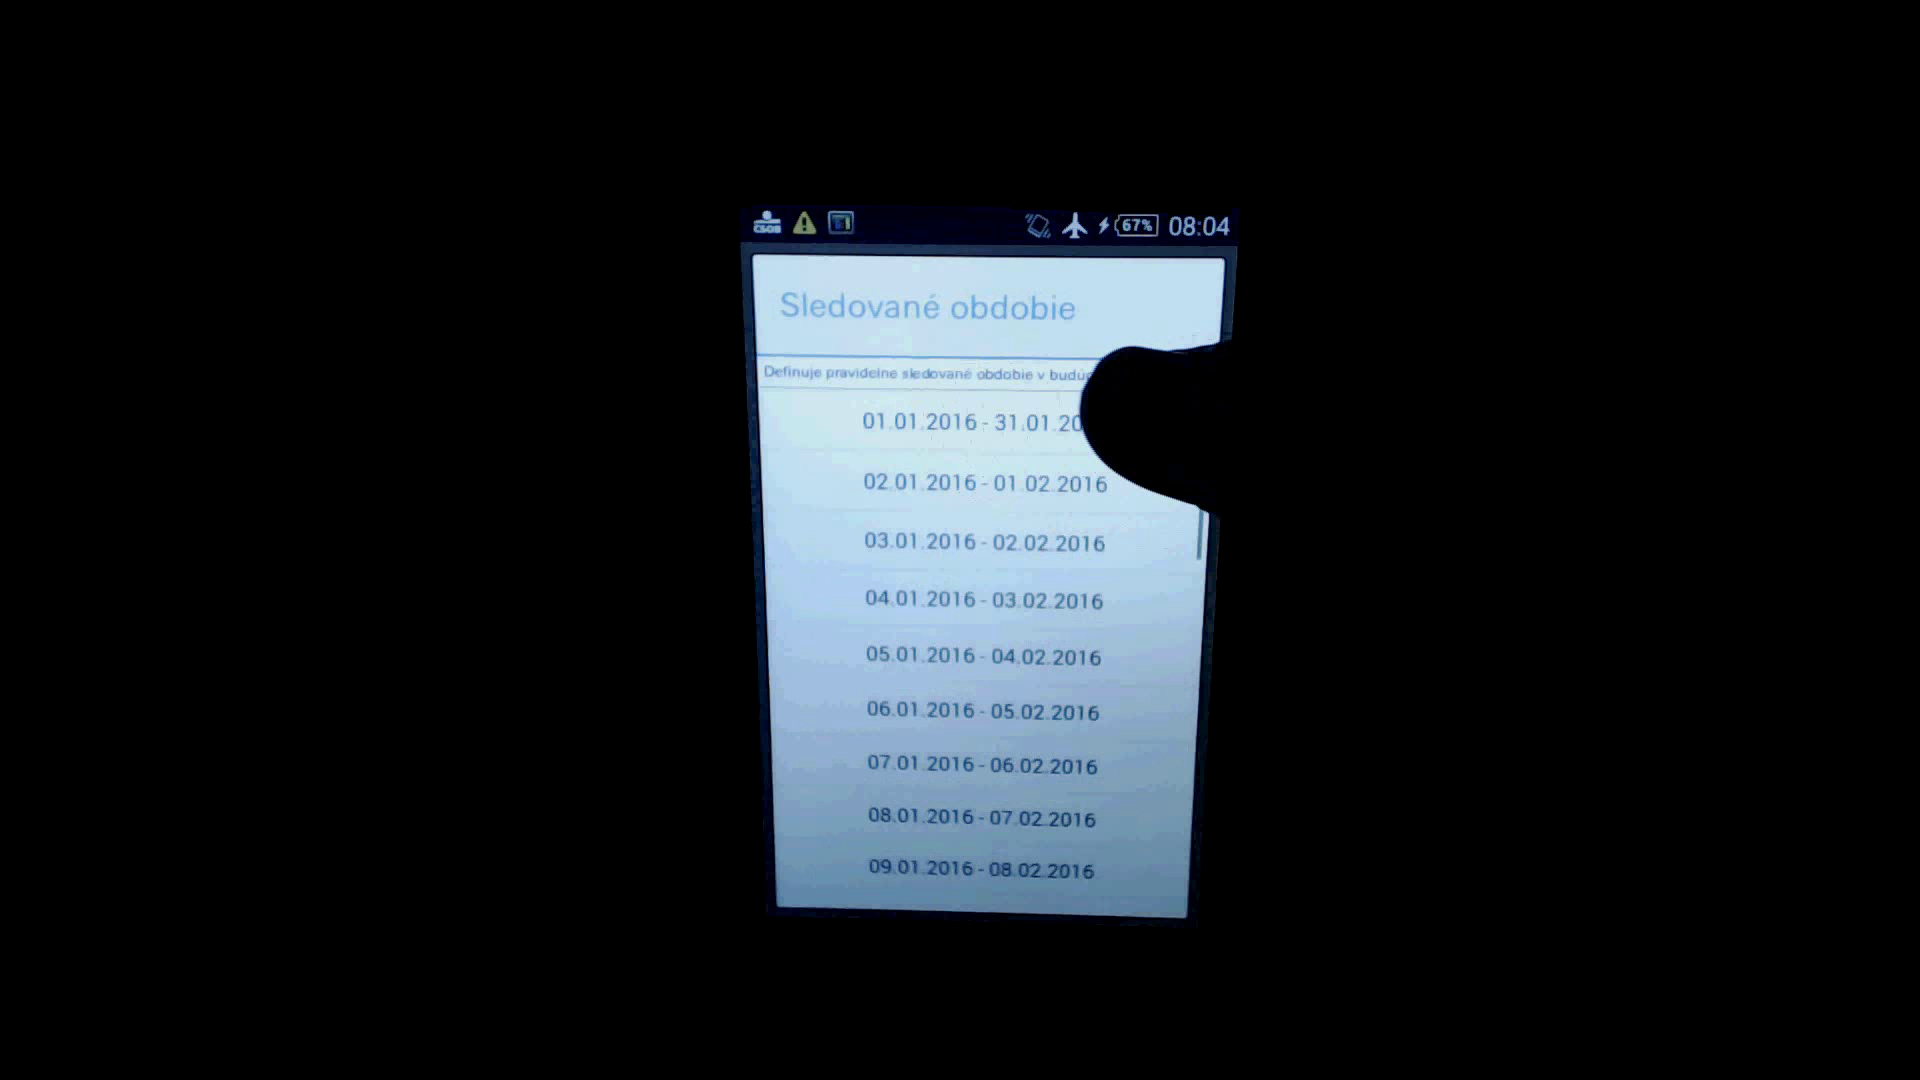 ČSOB 67% 08:04
Sledované obdobie
Definuje pravidelne sledované obdobie v
01.01.2016 - 31.01.
02.01.2016 - 01.02.2016
03.01.2016 - 02.02.2016
04.01.2016 - 03.02.2016
05.01.2016 - 04.02.2016
06.01.2016 - 05.02.2016
07.01.2016 - 06.02.2016
08.01.2016 - 07.02.2016
09.01.2016 - 08.02.2016